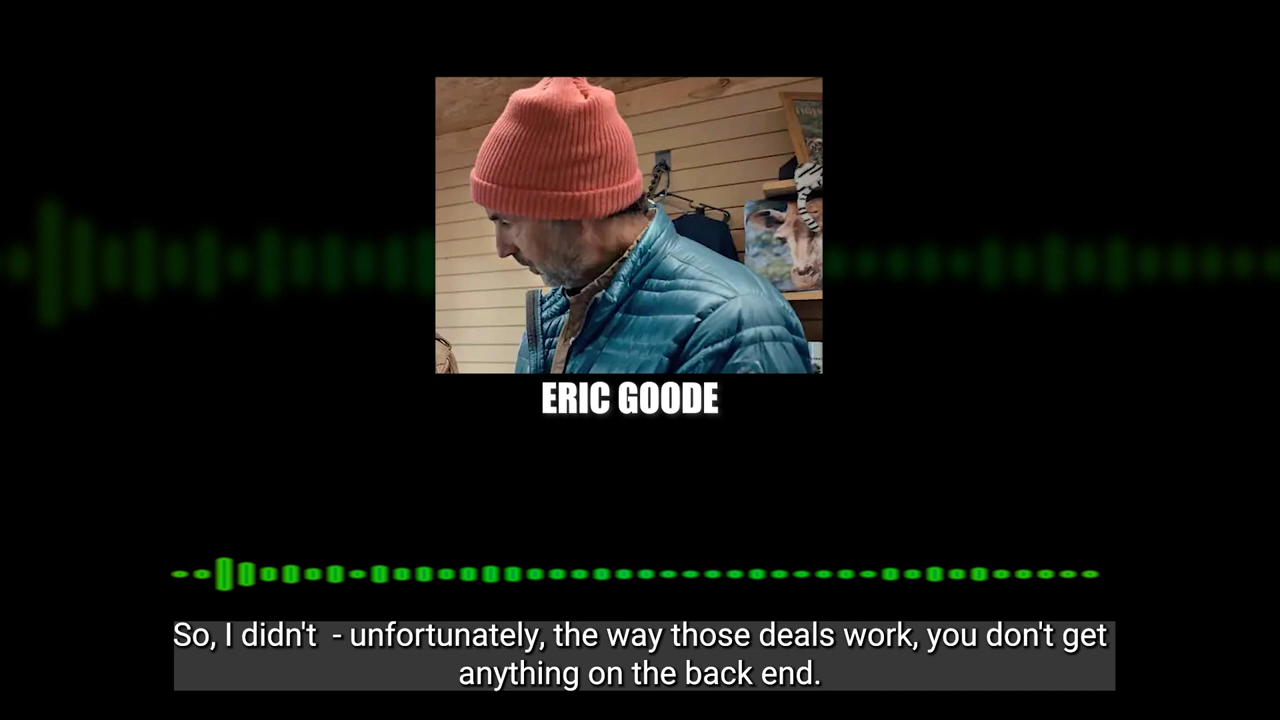 ERIC GOODE
So, I didn't  - unfortunately, the way those deals work, you don't get
anything on the back end.